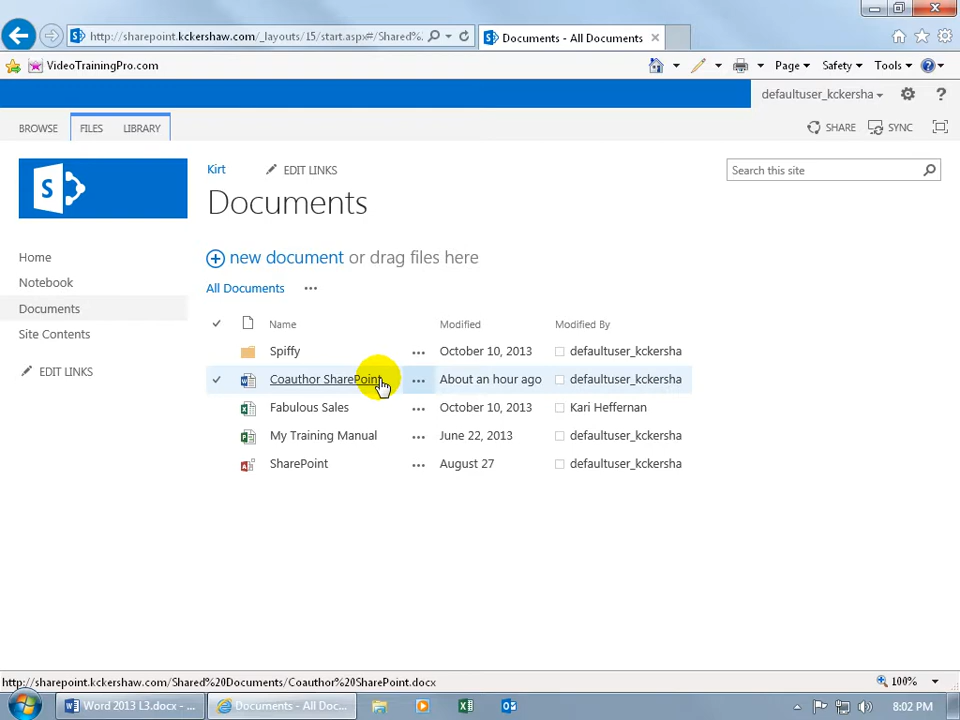 http://sharepoint.kckershaw.com/_layouts/15/start.aspx#/Shared%.
Documents - All Documents
VideoTrainingPro.com
Page
Safety
Tools
defaultuser_kckersha
?
BROWSE
FILES
LIBRARY
SHARE
SYNC
S
Kirt
EDIT LINKS
Search this site
Documents
Home
Notebook
Documents
Site Contents
EDIT LINKS
new document or drag files here
All Documents ...
Name Modified Modified By
Spiffy ... October 10, 2013 defaultuser_kckersha
Coauthor SharePoint ... About an hour ago defaultuser_kckersha
Fabulous Sales ... October 10, 2013 Kari Heffernan
My Training Manual ... June 22, 2013 defaultuser_kckersha
SharePoint ... August 27 defaultuser_kckersha
http://sharepoint.kckershaw.com/Shared%20Documents/Coauthor%20SharePoint.docx
100%
Word 2013 L3.docx - ...
Documents - All Doc...
8:02 PM